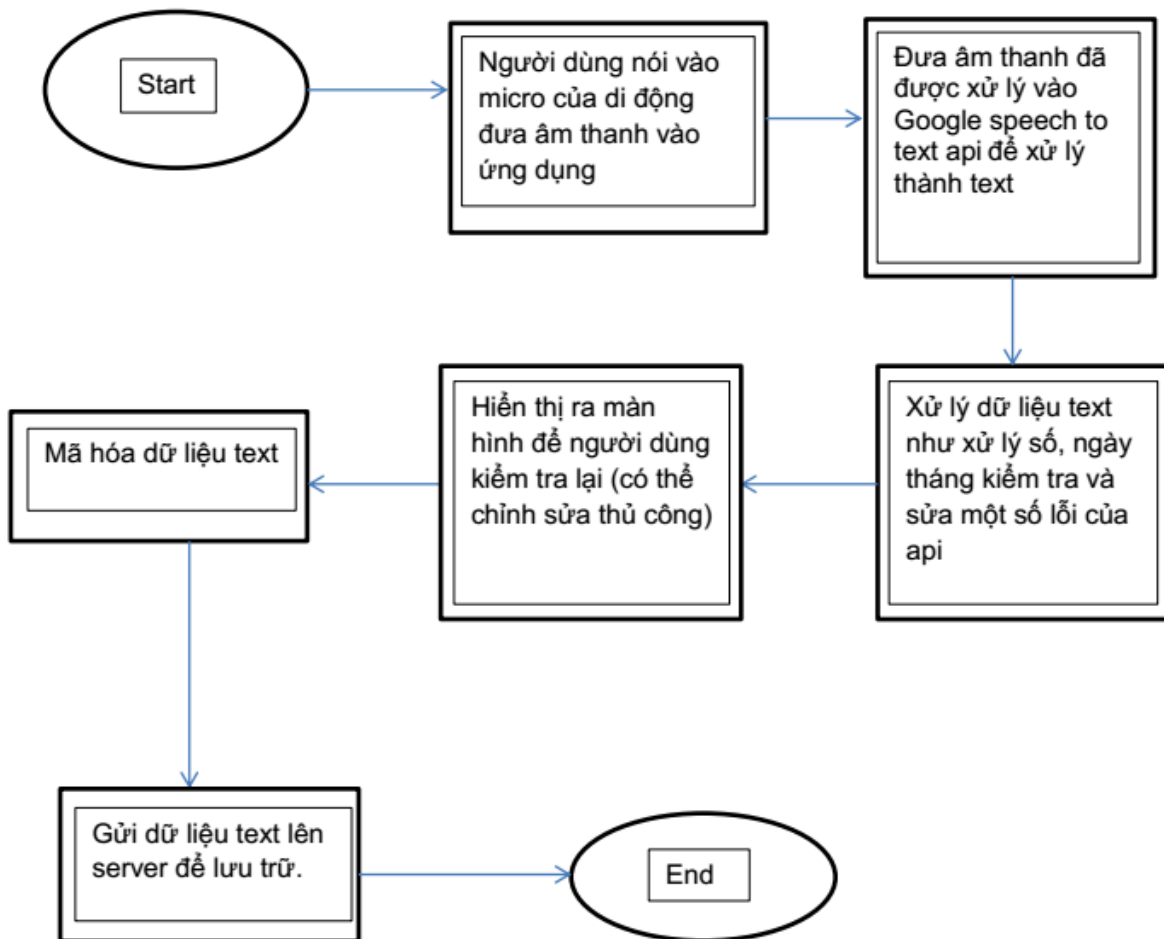 Start
Người dùng nói vào
micro của di động
đưa âm thanh vào
ứng dụng
Đưa âm thanh đã
được xử lý vào
Google speech to
text api để xử lý
thành text
Xử lý dữ liệu text
như xử lý số, ngày
tháng kiểm tra và
sửa một số lỗi của
api
Hiển thị ra màn
hình để người dùng
kiểm tra lại (có thể
chỉnh sửa thủ công)
Mã hóa dữ liệu text
Gửi dữ liệu text lên
server để lưu trữ.
End